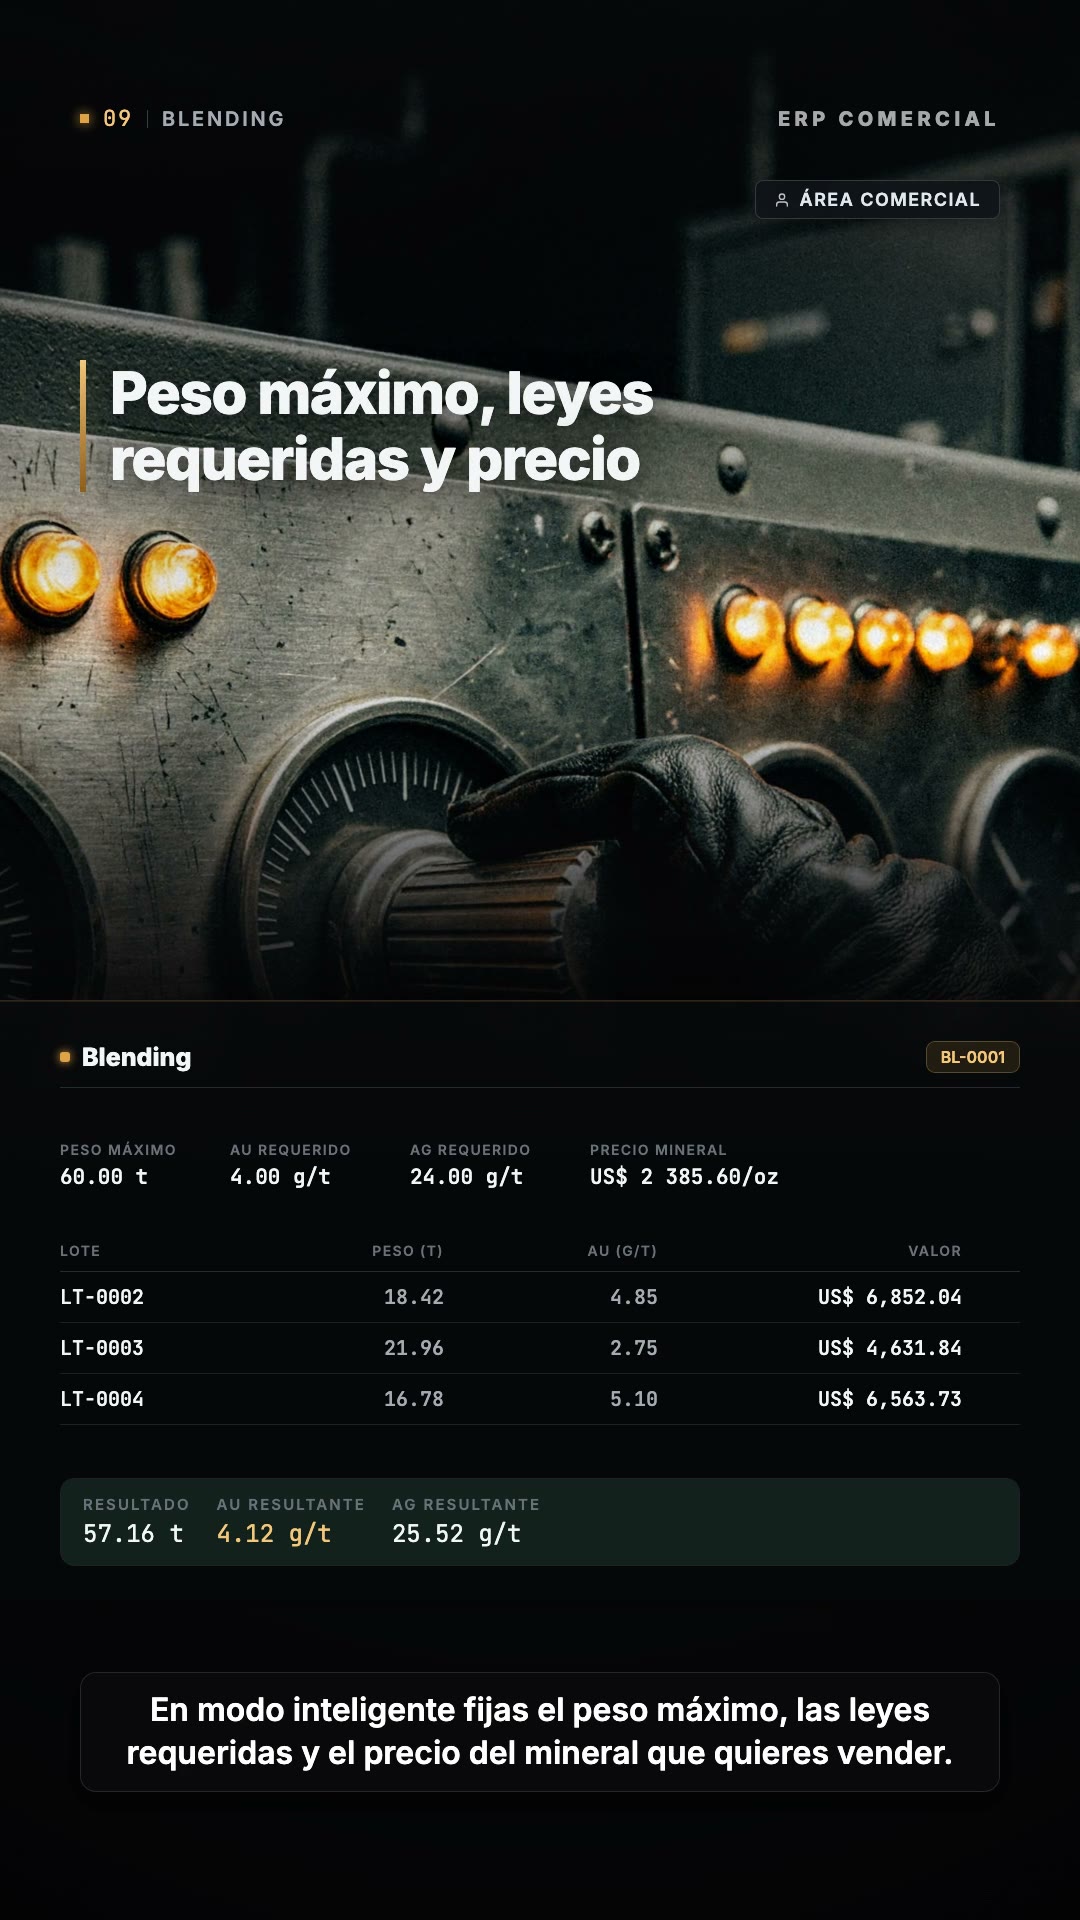 09 | BLENDING
ERP COMERCIAL
ÁREA COMERCIAL
Peso máximo, leyes
requeridas y precio
Blending
BL-0001
PESO MÁXIMO AU REQUERIDO AG REQUERIDO PRECIO MINERAL
60.00 t 4.00 g/t 24.00 g/t US$ 2 385.60/oz
LOTE PESO (T) AU (G/T) VALOR
LT-0002 18.42 4.85 US$ 6,852.04
LT-0003 21.96 2.75 US$ 4,631.84
LT-0004 16.78 5.10 US$ 6,563.73
RESULTADO AU RESULTANTE AG RESULTANTE
57.16 t 4.12 g/t 25.52 g/t
En modo inteligente fijas el peso máximo, las leyes
requeridas y el precio del mineral que quieres vender.